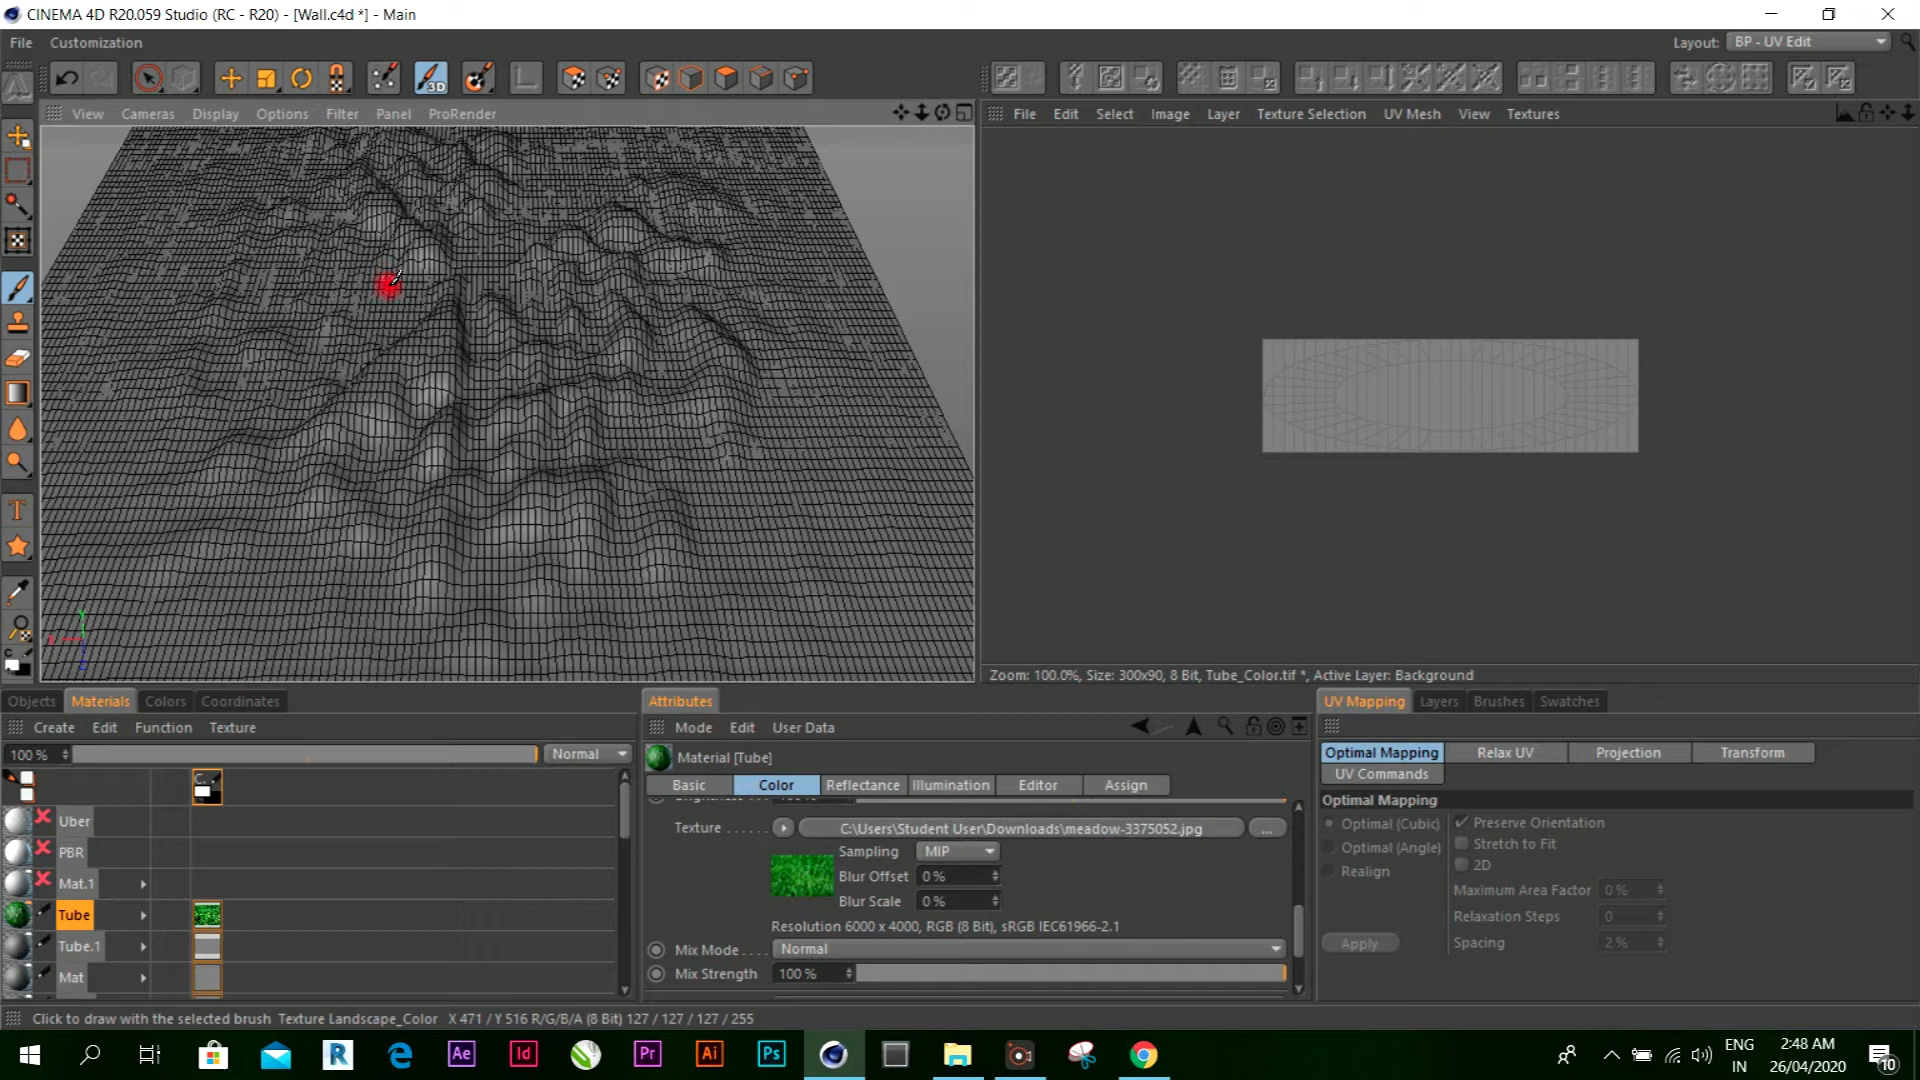 CINEMA 4D R20.059 Studio (RC - R20) - [Wall.c4d *] - Main
File Customization
Layout: BP - UV Edit
3D
View Cameras Display Options Filter Panel ProRender
File Edit Select Image Layer Texture Selection UV Mesh View Textures
Y
Zoom: 100.0%, Size: 300x90, 8 Bit, Tube_Color.tif *, Active Layer: Background
Objects Materials Colors Coordinates
Create Edit Function Texture
100 % Normal
C.
Uber
PBR
Mat.1
Tube
Tube.1
Mat
Attributes
Mode Edit User Data
Material [Tube]
Basic Color Reflectance Illumination Editor Assign
Texture . . . . . . C:\Users\Student User\Downloads\meadow-3375052.jpg ...
Sampling MIP
Blur Offset 0 %
Blur Scale 0 %
Resolution 6000 x 4000, RGB (8 Bit), sRGB IEC61966-2.1
Mix Mode . . . . Normal
Mix Strength 100 %
UV Mapping Layers Brushes Swatches
Optimal Mapping Relax UV Projection Transform
UV Commands
Optimal Mapping
Optimal (Cubic) Preserve Orientation
Optimal (Angle) Stretch to Fit
Realign 2D
Maximum Area Factor 0 %
Relaxation Steps 0
Apply Spacing 2 %
Click to draw with the selected brush Texture Landscape_Color X 471 / Y 516 R/G/B/A (8 Bit) 127 / 127 / 127 / 255
R Ae Id Pr Ai Ps
ENG
IN
2:48 AM
26/04/2020
10